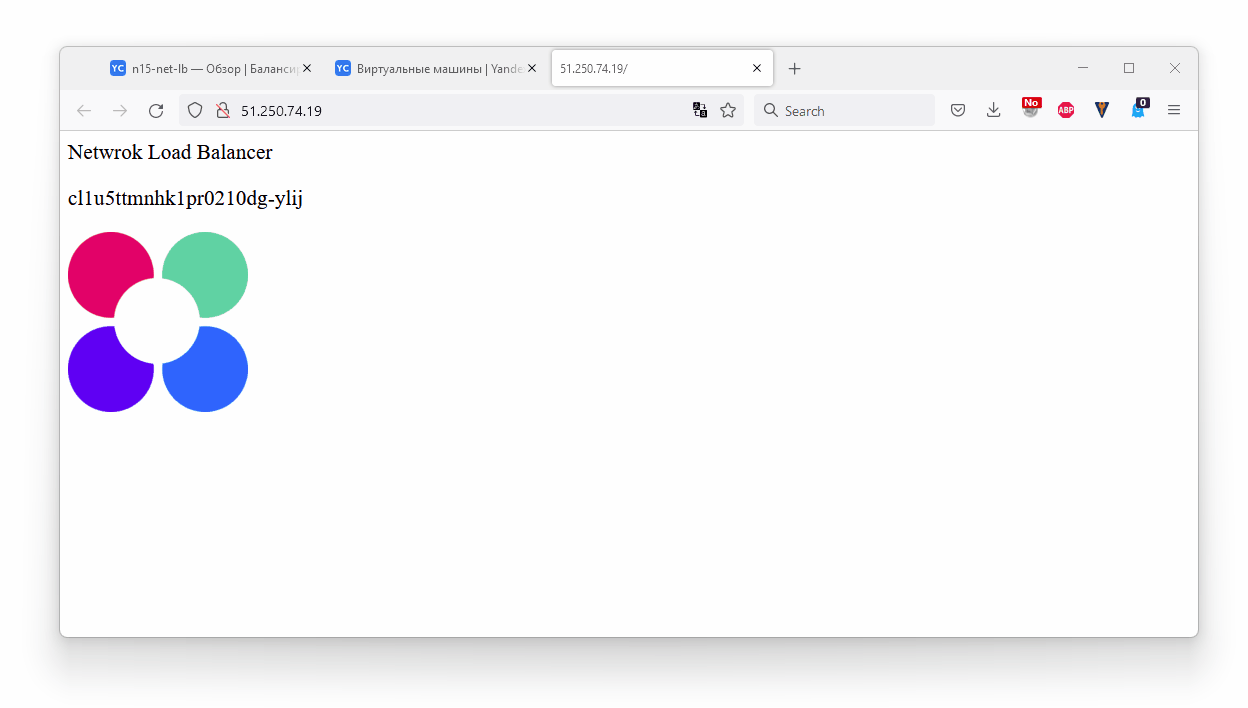 YC n15-net-lb — Обзор | Баланси
YC Виртуальные машины | Yande
51.250.74.19/
51.250.74.19
Search
No
ABP
0
Netwrok Load Balancer
cl1u5ttmnhk1pr0210dg-ylij